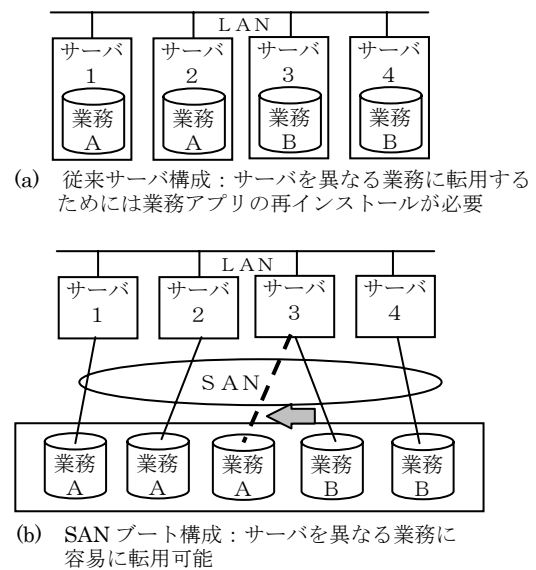 ＬＡＮ
サーバ
1
サーバ
2
サーバ
3
サーバ
4
業務
A
業務
A
業務
B
業務
B
(a) 従来サーバ構成：サーバを異なる業務に転用する
ためには業務アプリの再インストールが必要
ＬＡＮ
サーバ
1
サーバ
2
サーバ
3
サーバ
4
ＳＡＮ
業務
A
業務
A
業務
A
業務
B
業務
B
(b) SAN ブート構成：サーバを異なる業務に
容易に転用可能